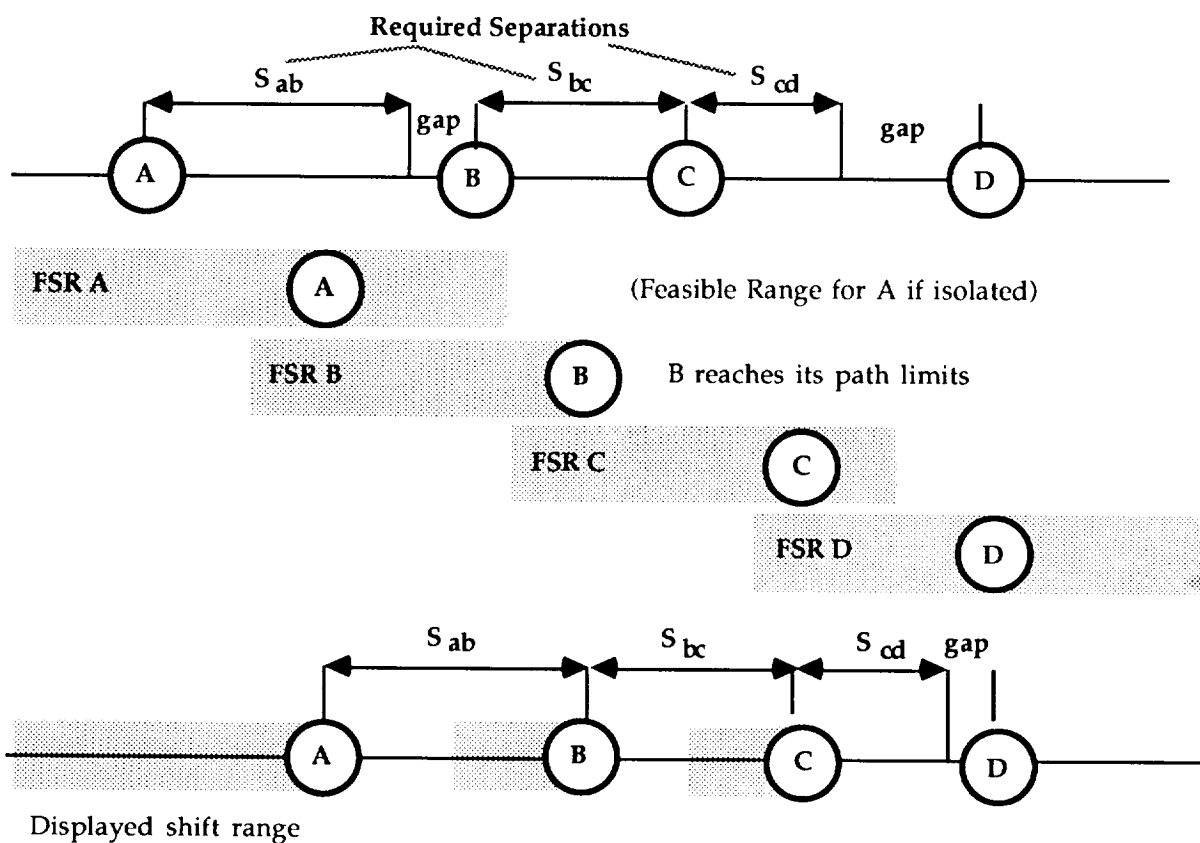 Required Separations
S ab
S bc
S cd
gap
gap
A
B
C
D
FSR A
A
(Feasible Range for A if isolated)
FSR B
B
B reaches its path limits
FSR C
C
FSR D
D
S ab
S bc
S cd
gap
A
B
C
D
Displayed shift range